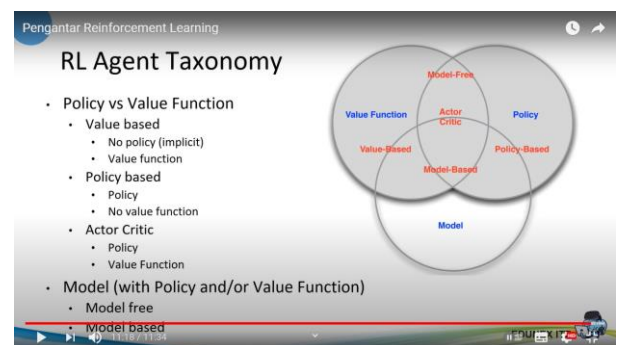 Pengantar Reinforcement Learning
RL Agent Taxonomy
• Policy vs Value Function
• Value based
• No policy (implicit)
• Value function
• Policy based
• Policy
• No value function
• Actor Critic
• Policy
• Value Function
• Model (with Policy and/or Value Function)
• Model free
• Model based
Model-Free
Value Function
Actor
Critic
Policy
Value-Based
Policy-Based
Model-Based
Model
11:18 / 11:34